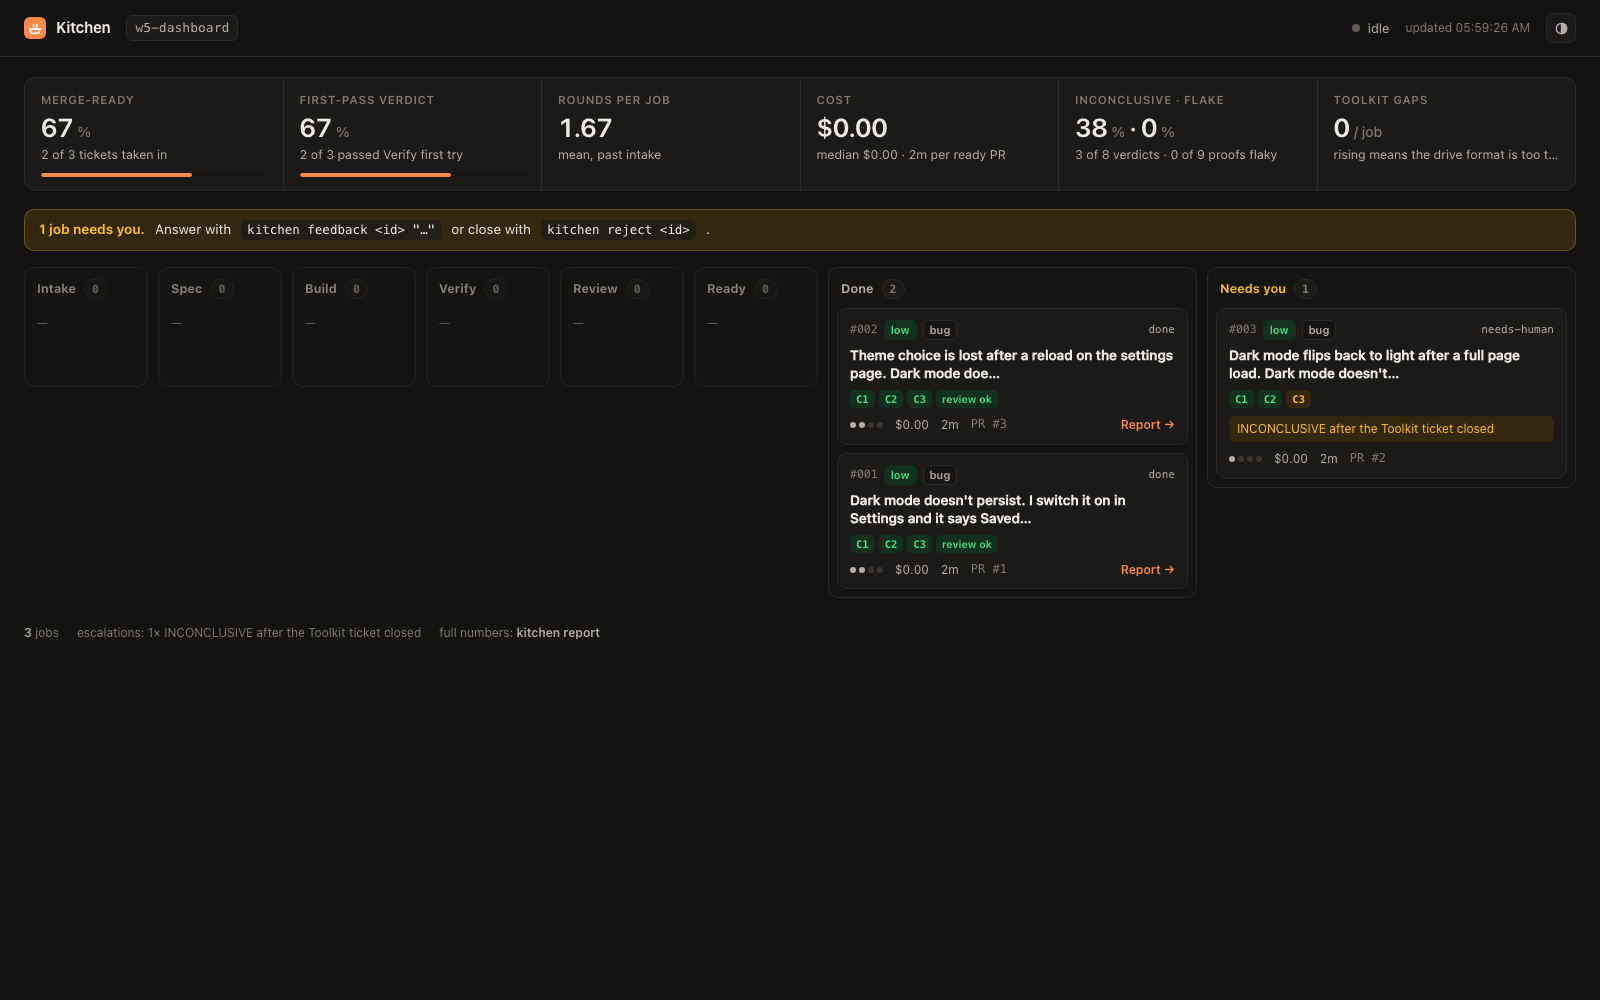 Kitchen w5-dashboard
idle updated 05:59:26 AM
MERGE-READY
67 %
2 of 3 tickets taken in
FIRST-PASS VERDICT
67 %
2 of 3 passed Verify first try
ROUNDS PER JOB
1.67
mean, past intake
COST
$0.00
median $0.00 · 2m per ready PR
INCONCLUSIVE · FLAKE
38 % · 0 %
3 of 8 verdicts · 0 of 9 proofs flaky
TOOLKIT GAPS
0 / job
rising means the drive format is too t...
1 job needs you. Answer with kitchen feedback <id> "…" or close with kitchen reject <id> .
Intake 0
—
Spec 0
—
Build 0
—
Verify 0
—
Review 0
—
Ready 0
—
Done 2
#002 low bug done
Theme choice is lost after a reload on the settings
page. Dark mode doe...
C1 C2 C3 review ok
$0.00 2m PR #3 Report →
#001 low bug done
Dark mode doesn't persist. I switch it on in
Settings and it says Saved...
C1 C2 C3 review ok
$0.00 2m PR #1 Report →
Needs you 1
#003 low bug needs-human
Dark mode flips back to light after a full page
load. Dark mode doesn't...
C1 C2 C3
INCONCLUSIVE after the Toolkit ticket closed
$0.00 2m PR #2
3 jobs escalations: 1× INCONCLUSIVE after the Toolkit ticket closed full numbers: kitchen report